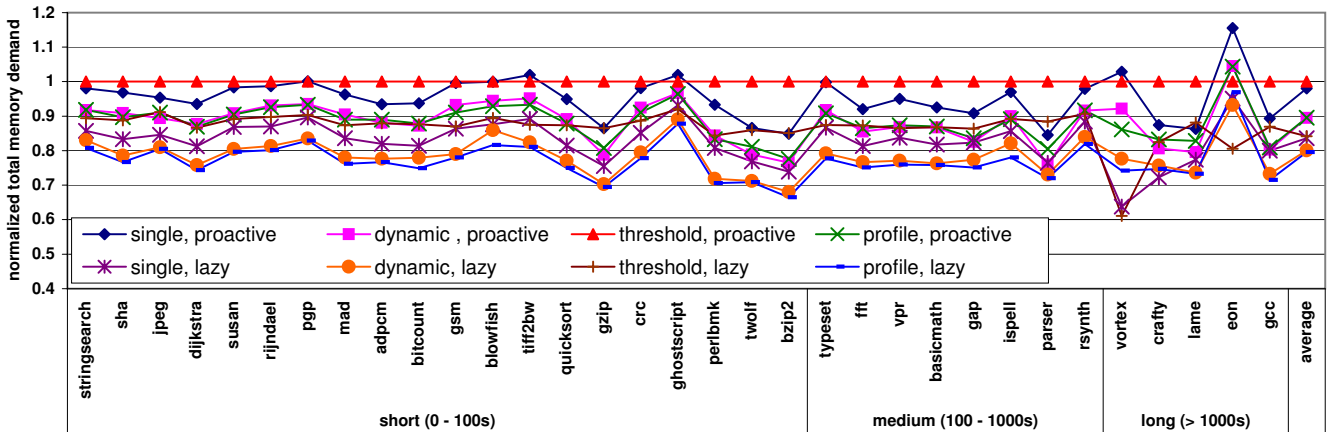 normalized total memory demand
1.2
1.1
1
0.9
0.8
0.7
0.6
0.5
0.4
single, proactive
dynamic , proactive
threshold, proactive
profile, proactive
single, lazy
dynamic, lazy
threshold, lazy
profile, lazy
stringsearch
sha
jpeg
dijkstra
susan
rijndael
pgp
mad
adpcm
bitcount
gsm
blowfish
tiff2bw
quicksort
gzip
crc
ghostscript
perlbmk
twolf
bzip2
typeset
fft
vpr
basicmath
gap
ispell
parser
rsynth
vortex
crafty
lame
eon
gcc
average
short (0 - 100s)
medium (100 - 1000s)
long (> 1000s)